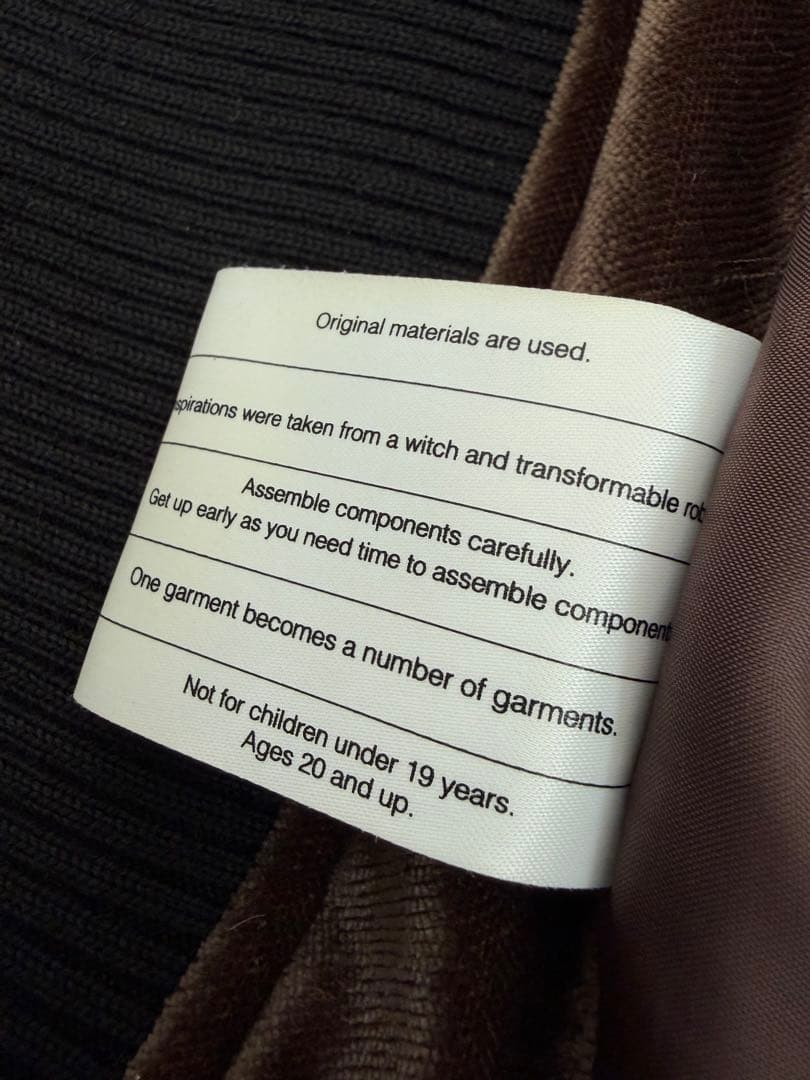 Original materials are used.
spirations were taken from a witch and transformable rob
Assemble components carefully.
Get up early as you need time to assemble component
One garment becomes a number of garments.
Not for children under 19 years.
Ages 20 and up.